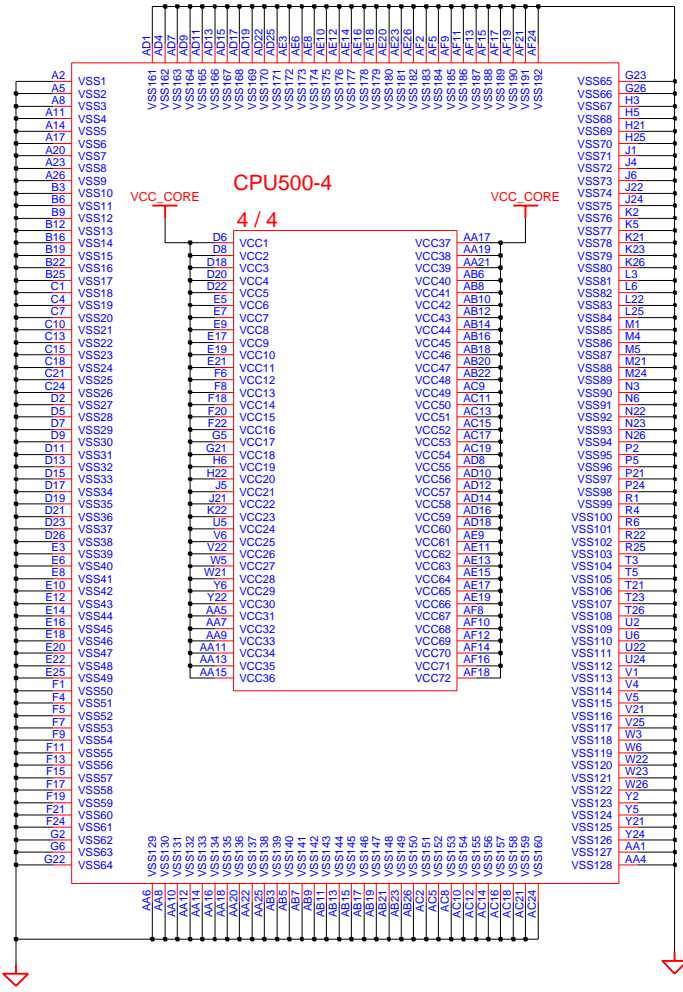 AD1 VSS161
AD4 VSS162
AD7 VSS163
AD9 VSS164
AD11 VSS165
AD13 VSS166
AD15 VSS167
AD17 VSS168
AD19 VSS169
AD22 VSS170
AD25 VSS171
AE3 VSS172
AE6 VSS173
AE8 VSS174
AE10 VSS175
AE12 VSS176
AE14 VSS177
AE16 VSS178
AE18 VSS179
AE20 VSS180
AE23 VSS181
AE26 VSS182
AF2 VSS183
AF5 VSS184
AF9 VSS185
AF11 VSS186
AF13 VSS187
AF15 VSS188
AF17 VSS189
AF19 VSS190
AF21 VSS191
AF24 VSS192
A2 VSS1
A5 VSS2
A8 VSS3
A11 VSS4
A14 VSS5
A17 VSS6
A20 VSS7
A23 VSS8
A26 VSS9
B3 VSS10
B6 VSS11
B9 VSS12
B12 VSS13
B16 VSS14
B19 VSS15
B22 VSS16
B25 VSS17
C1 VSS18
C4 VSS19
C7 VSS20
C10 VSS21
C13 VSS22
C15 VSS23
C18 VSS24
C21 VSS25
C24 VSS26
D2 VSS27
D5 VSS28
D7 VSS29
D9 VSS30
D11 VSS31
D13 VSS32
D15 VSS33
D17 VSS34
D19 VSS35
D21 VSS36
D23 VSS37
D26 VSS38
E3 VSS39
E6 VSS40
E8 VSS41
E10 VSS42
E12 VSS43
E14 VSS44
E16 VSS45
E18 VSS46
E20 VSS47
E22 VSS48
E25 VSS49
F1 VSS50
F4 VSS51
F5 VSS52
F7 VSS53
F9 VSS54
F11 VSS55
F13 VSS56
F15 VSS57
F17 VSS58
F19 VSS59
F21 VSS60
F24 VSS61
G2 VSS62
G6 VSS63
G22 VSS64
CPU500-4
VCC_CORE
VCC_CORE
4 / 4
D6 VCC1
D8 VCC2
D18 VCC3
D20 VCC4
D22 VCC5
E5 VCC6
E7 VCC7
E9 VCC8
E17 VCC9
E19 VCC10
E21 VCC11
F6 VCC12
F8 VCC13
F18 VCC14
F20 VCC15
F22 VCC16
G5 VCC17
G21 VCC18
H6 VCC19
H22 VCC20
J5 VCC21
J21 VCC22
K22 VCC23
U5 VCC24
V6 VCC25
V22 VCC26
W5 VCC27
W21 VCC28
Y6 VCC29
Y22 VCC30
AA5 VCC31
AA7 VCC32
AA9 VCC33
AA11 VCC34
AA13 VCC35
AA15 VCC36
VCC37 AA17
VCC38 AA19
VCC39 AA21
VCC40 AB6
VCC41 AB8
VCC42 AB10
VCC43 AB12
VCC44 AB14
VCC45 AB16
VCC46 AB18
VCC47 AB20
VCC48 AB22
VCC49 AC9
VCC50 AC11
VCC51 AC13
VCC52 AC15
VCC53 AC17
VCC54 AC19
VCC55 AD8
VCC56 AD10
VCC57 AD12
VCC58 AD14
VCC59 AD16
VCC60 AD18
VCC61 AE9
VCC62 AE11
VCC63 AE13
VCC64 AE15
VCC65 AE17
VCC66 AE19
VCC67 AF8
VCC68 AF10
VCC69 AF12
VCC70 AF14
VCC71 AF16
VCC72 AF18
VSS65 G23
VSS66 G26
VSS67 H3
VSS68 H5
VSS69 H21
VSS70 H25
VSS71 J1
VSS72 J4
VSS73 J6
VSS74 J22
VSS75 J24
VSS76 K2
VSS77 K5
VSS78 K21
VSS79 K23
VSS80 K26
VSS81 L3
VSS82 L6
VSS83 L22
VSS84 L25
VSS85 M1
VSS86 M4
VSS87 M5
VSS88 M21
VSS89 M24
VSS90 N3
VSS91 N6
VSS92 N22
VSS93 N23
VSS94 N26
VSS95 P2
VSS96 P5
VSS97 P21
VSS98 P24
VSS99 R1
VSS100 R4
VSS101 R6
VSS102 R22
VSS103 R25
VSS104 T3
VSS105 T5
VSS106 T21
VSS107 T23
VSS108 T26
VSS109 U2
VSS110 U6
VSS111 U22
VSS112 U24
VSS113 V1
VSS114 V4
VSS115 V5
VSS116 V21
VSS117 V25
VSS118 W3
VSS119 W6
VSS120 W22
VSS121 W23
VSS122 W26
VSS123 Y2
VSS124 Y5
VSS125 Y21
VSS126 Y24
VSS127 AA1
VSS128 AA4
VSS129 AA6
VSS130 AA8
VSS131 AA10
VSS132 AA12
VSS133 AA14
VSS134 AA16
VSS135 AA18
VSS136 AA20
VSS137 AA22
VSS138 AA25
VSS139 AB3
VSS140 AB5
VSS141 AB7
VSS142 AB9
VSS143 AB11
VSS144 AB13
VSS145 AB15
VSS146 AB17
VSS147 AB19
VSS148 AB21
VSS149 AB23
VSS150 AB26
VSS151 AC2
VSS152 AC5
VSS153 AC8
VSS154 AC10
VSS155 AC12
VSS156 AC14
VSS157 AC16
VSS158 AC18
VSS159 AC21
VSS160 AC24